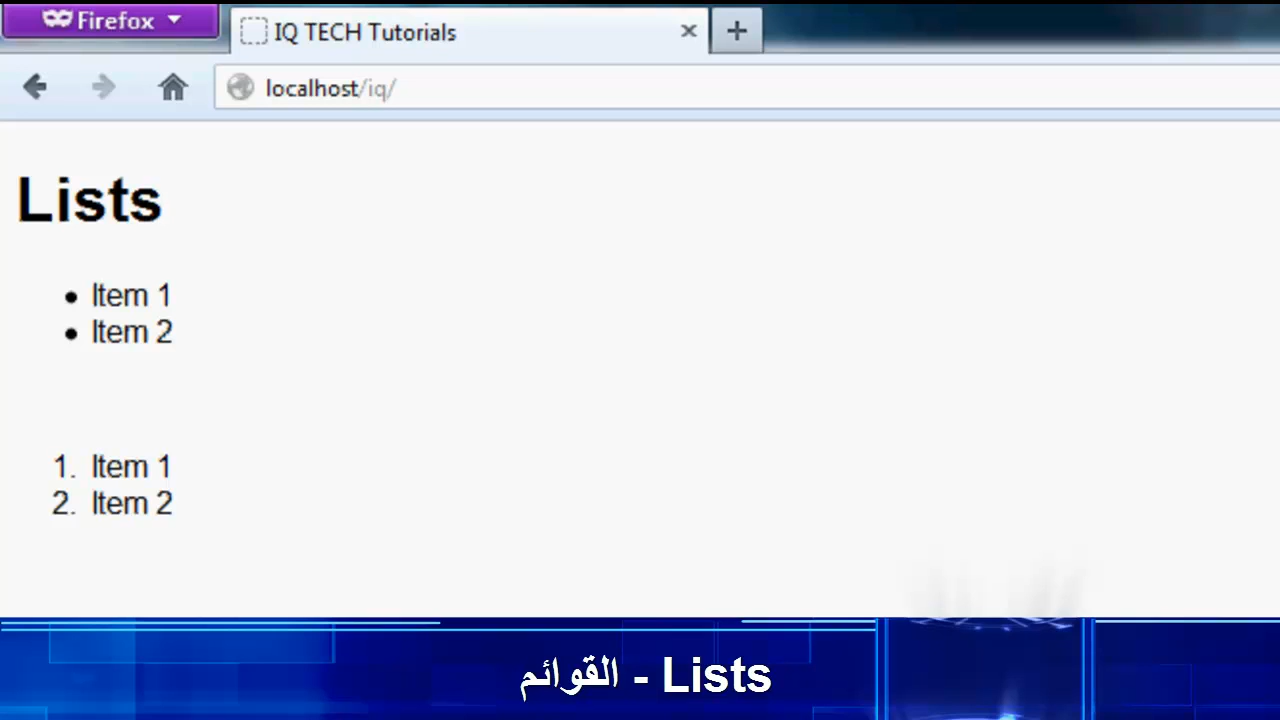 Firefox
IQ TECH Tutorials
localhost/iq/
Lists
• Item 1
• Item 2
1. Item 1
2. Item 2
القوائم - Lists